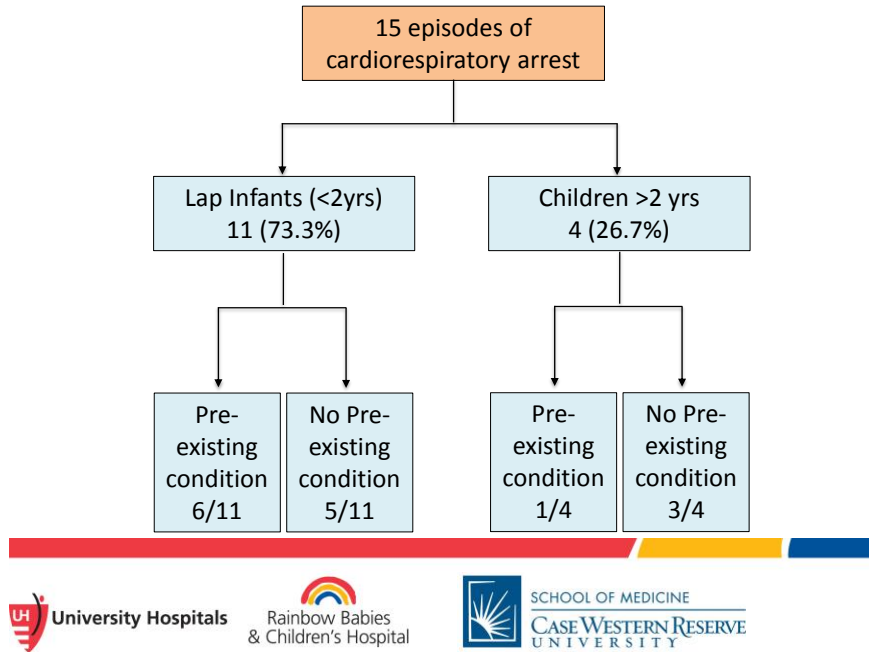 15 episodes of
cardiorespiratory arrest
Lap Infants (<2yrs)
11 (73.3%)
Children >2 yrs
4 (26.7%)
Pre-
existing
condition
6/11
No Pre-
existing
condition
5/11
Pre-
existing
condition
1/4
No Pre-
existing
condition
3/4
UH
University Hospitals
Rainbow Babies
& Children's Hospital
SCHOOL OF MEDICINE
CASE WESTERN RESERVE
UNIVERSITY